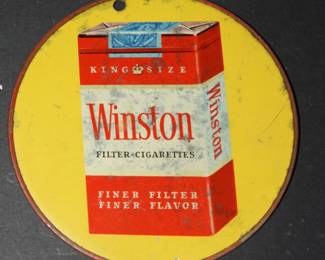 KING SIZE
Winston
Winston
FILTER-CIGARETTES
FINER FILTER
FINER FLAVOR